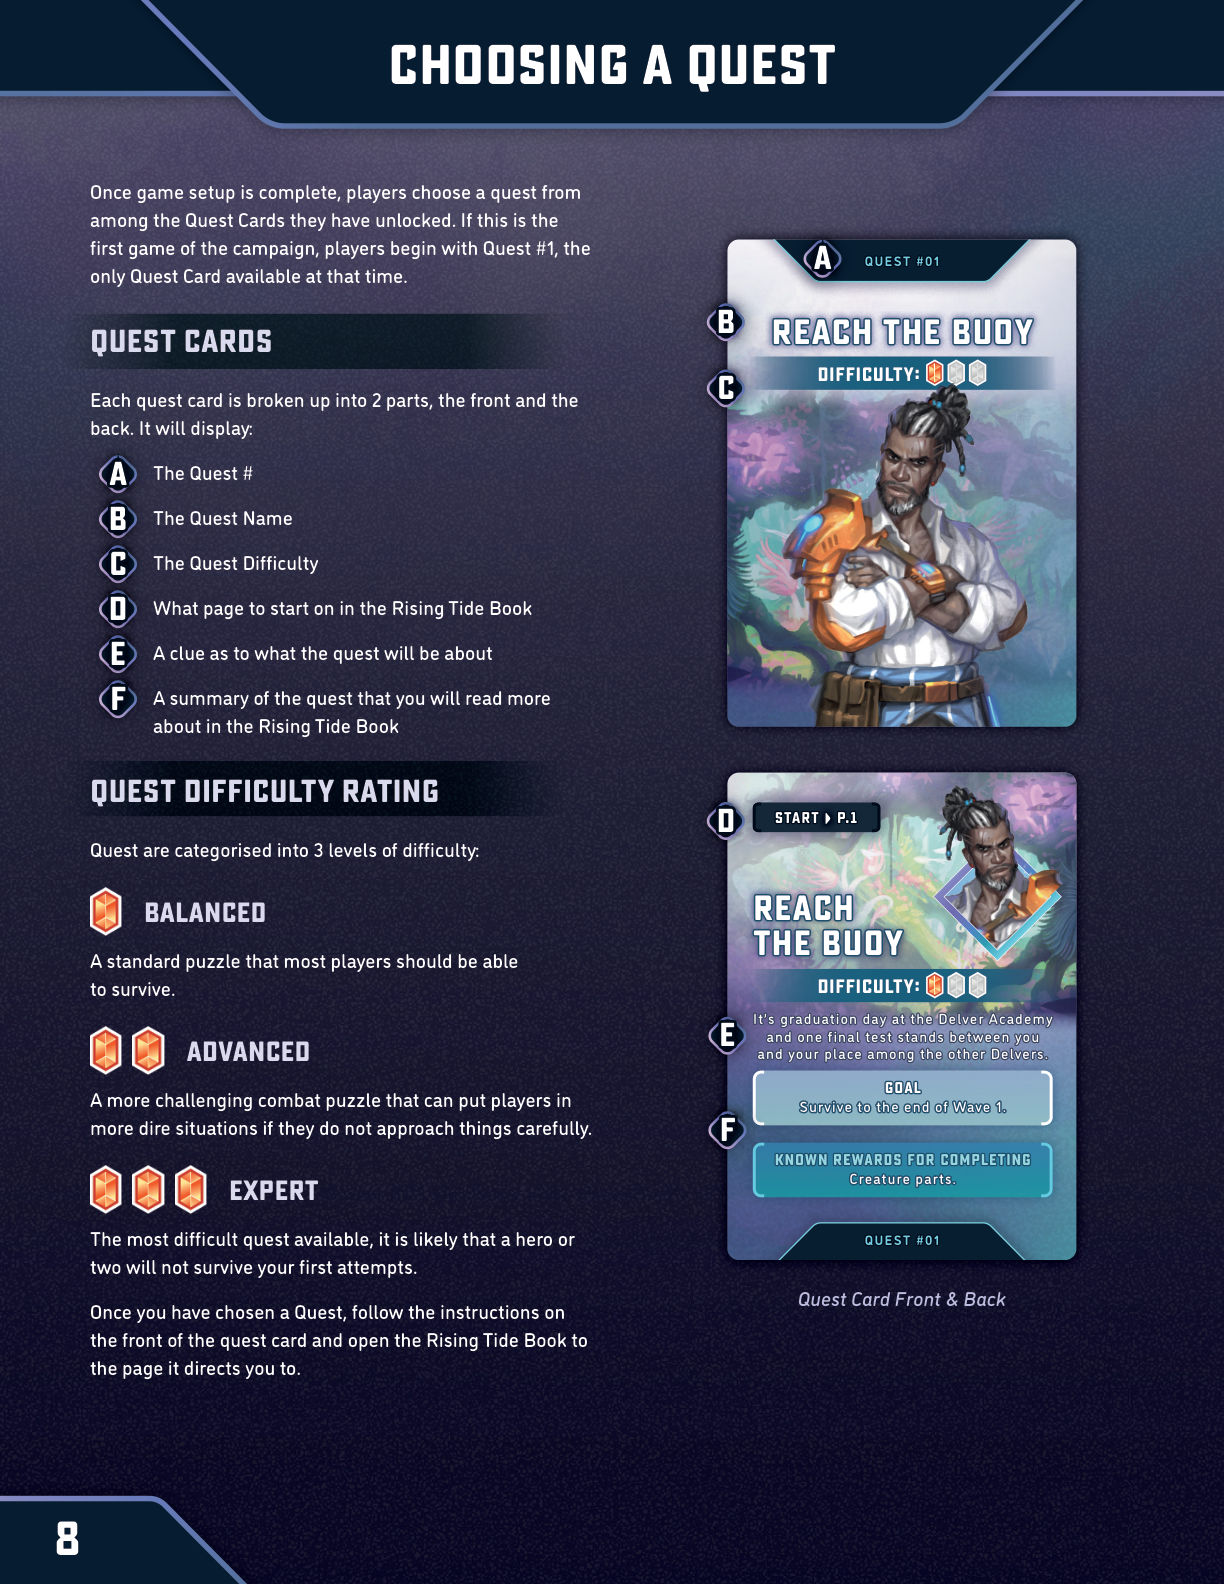 CHOOSING A QUEST
Once game setup is complete, players choose a quest from
among the Quest Cards they have unlocked. If this is the
first game of the campaign, players begin with Quest #1, the
only Quest Card available at that time.
QUEST CARDS
Each quest card is broken up into 2 parts, the front and the
back. It will display:
A The Quest #
B The Quest Name
C The Quest Difficulty
D What page to start on in the Rising Tide Book
E A clue as to what the quest will be about
F A summary of the quest that you will read more
about in the Rising Tide Book
QUEST DIFFICULTY RATING
Quest are categorised into 3 levels of difficulty:
BALANCED
A standard puzzle that most players should be able
to survive.
ADVANCED
A more challenging combat puzzle that can put players in
more dire situations if they do not approach things carefully.
EXPERT
The most difficult quest available, it is likely that a hero or
two will not survive your first attempts.
Once you have chosen a Quest, follow the instructions on
the front of the quest card and open the Rising Tide Book to
the page it directs you to.
A QUEST #01
B REACH THE BUOY
C DIFFICULTY:
D START P.1
REACH
THE BUOY
DIFFICULTY:
E It's graduation day at the Delver Academy
and one final test stands between you
and your place among the other Delvers.
GOAL
Survive to the end of Wave 1.
F
KNOWN REWARDS FOR COMPLETING
Creature parts.
QUEST #01
Quest Card Front & Back
8